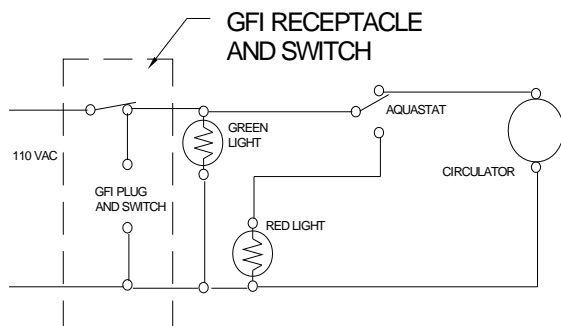 GFI RECEPTACLE
AND SWITCH
GREEN
LIGHT
AQUASTAT
110 VAC
CIRCULATOR
GFI PLUG
AND SWITCH
RED LIGHT